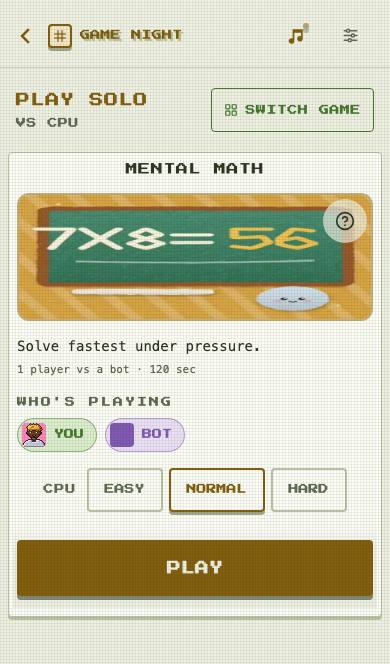 GAME NIGHT
PLAY SOLO
VS CPU
SWITCH GAME
MENTAL MATH
7X8= 56
?
Solve fastest under pressure.
1 player vs a bot · 120 sec
WHO'S PLAYING
YOU
BOT
CPU
EASY
NORMAL
HARD
PLAY